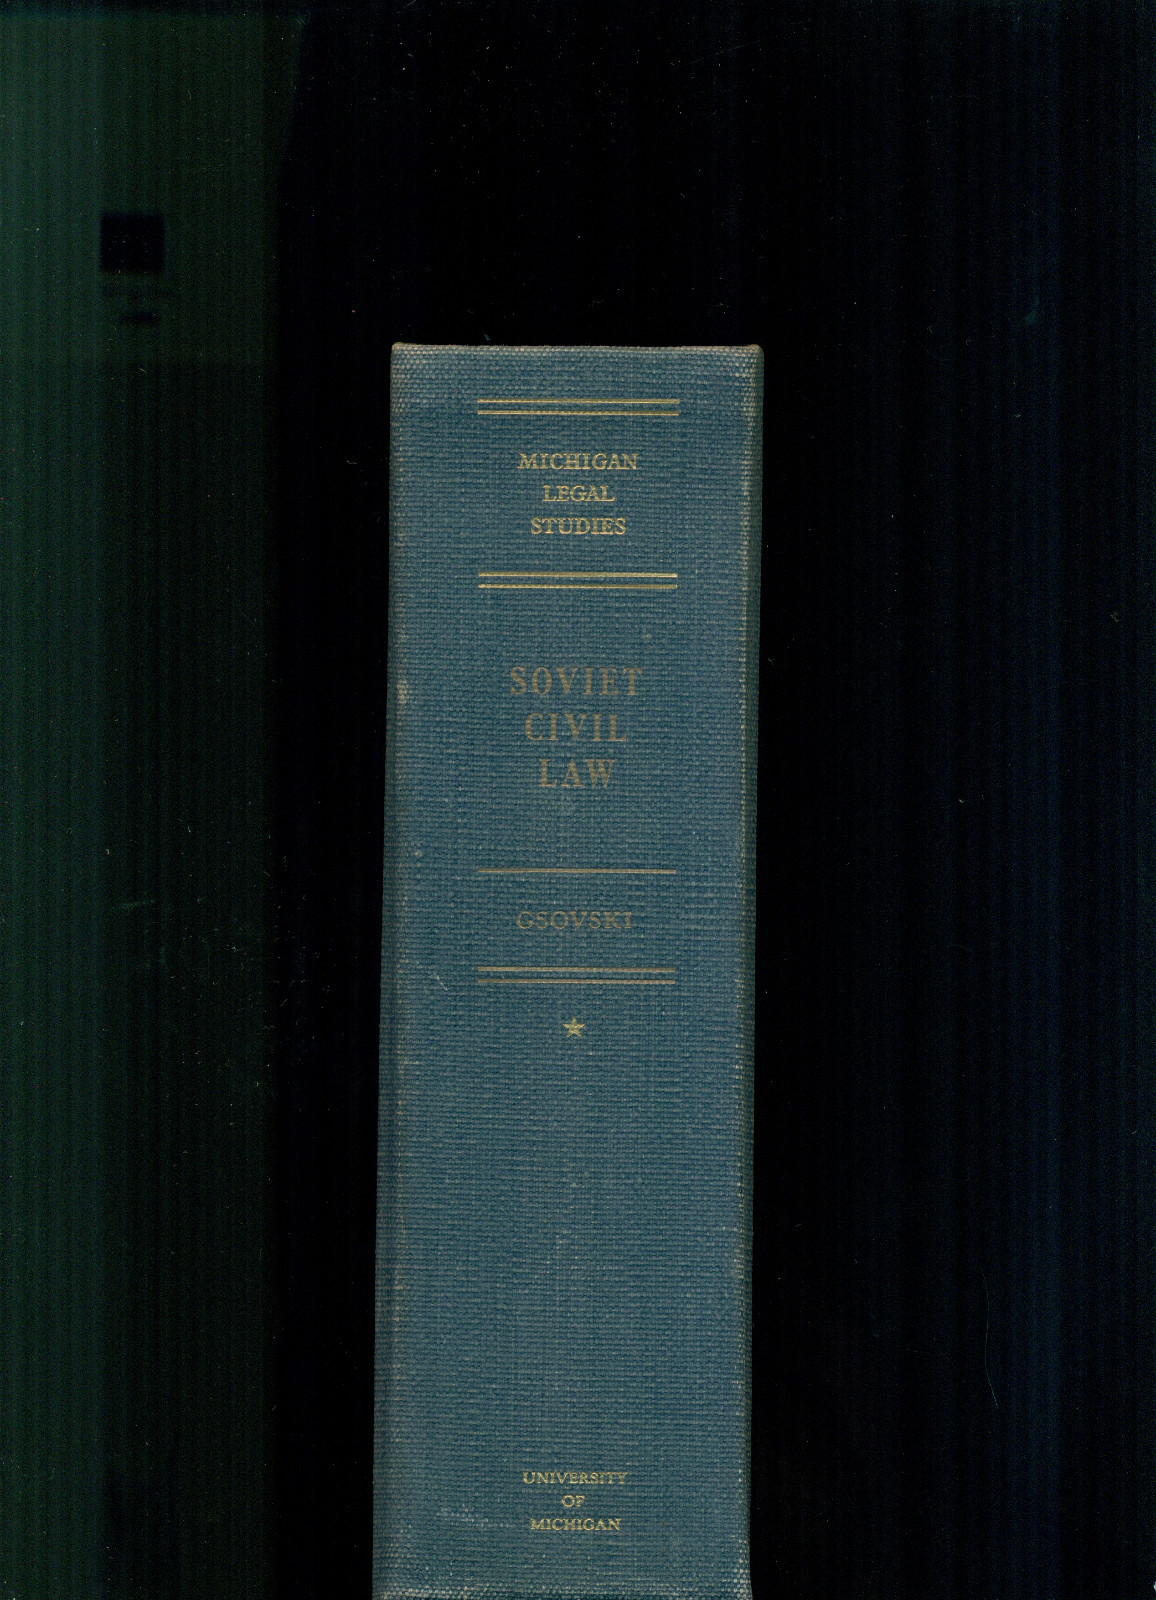 MICHIGAN
LEGAL
STUDIES
SOVIET
CIVIL
LAW
GSOVSKI
UNIVERSITY
OF
MICHIGAN